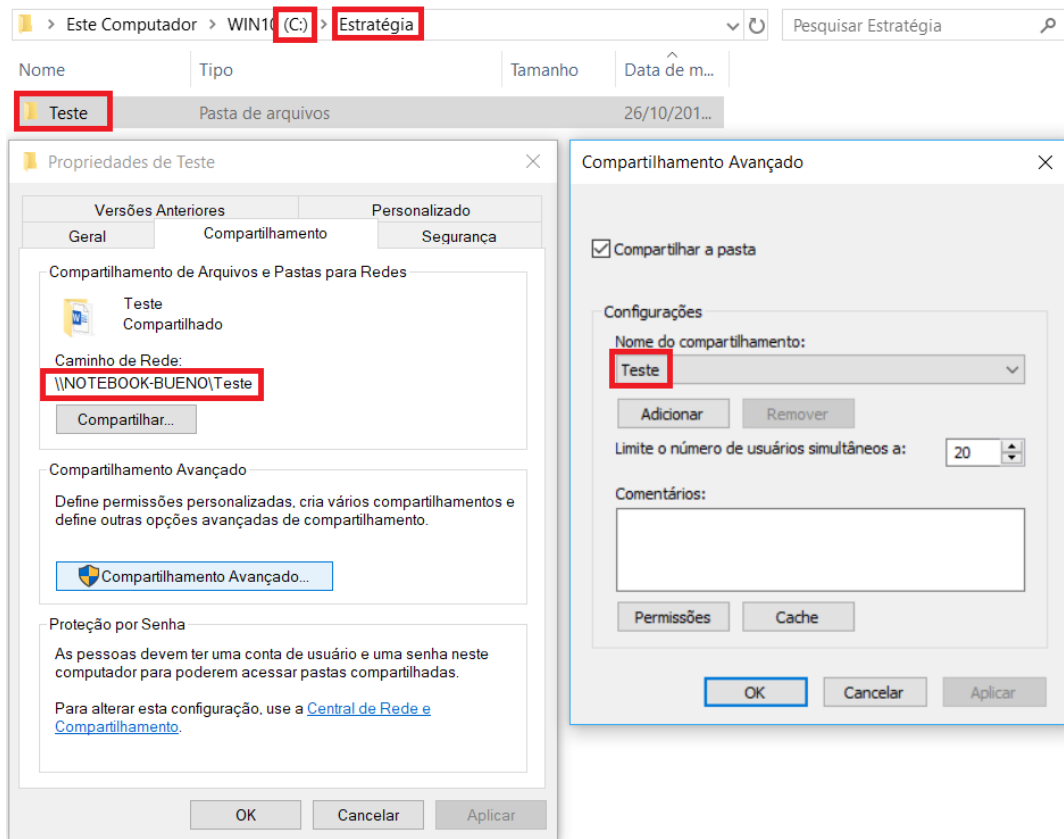 Este Computador > WIN10 (C:) > Estratégia
Pesquisar Estratégia
Nome Tipo Tamanho Data de m...
Teste Pasta de arquivos 26/10/201...
Propriedades de Teste
Versões Anteriores Personalizado
Geral Compartilhamento Segurança
Compartilhamento de Arquivos e Pastas para Redes
Teste
Compartilhado
Caminho de Rede:
\\NOTEBOOK-BUENO\Teste
Compartilhar...
Compartilhamento Avançado
Define permissões personalizadas, cria vários compartilhamentos e
define outras opções avançadas de compartilhamento.
Compartilhamento Avançado...
Proteção por Senha
As pessoas devem ter uma conta de usuário e uma senha neste
computador para poderem acessar pastas compartilhadas.
Para alterar esta configuração, use a Central de Rede e
Compartilhamento.
OK Cancelar Aplicar
Compartilhamento Avançado
Compartilhar a pasta
Configurações
Nome do compartilhamento:
Teste
Adicionar Remover
Limite o número de usuários simultâneos a: 20
Comentários:
Permissões Cache
OK Cancelar Aplicar